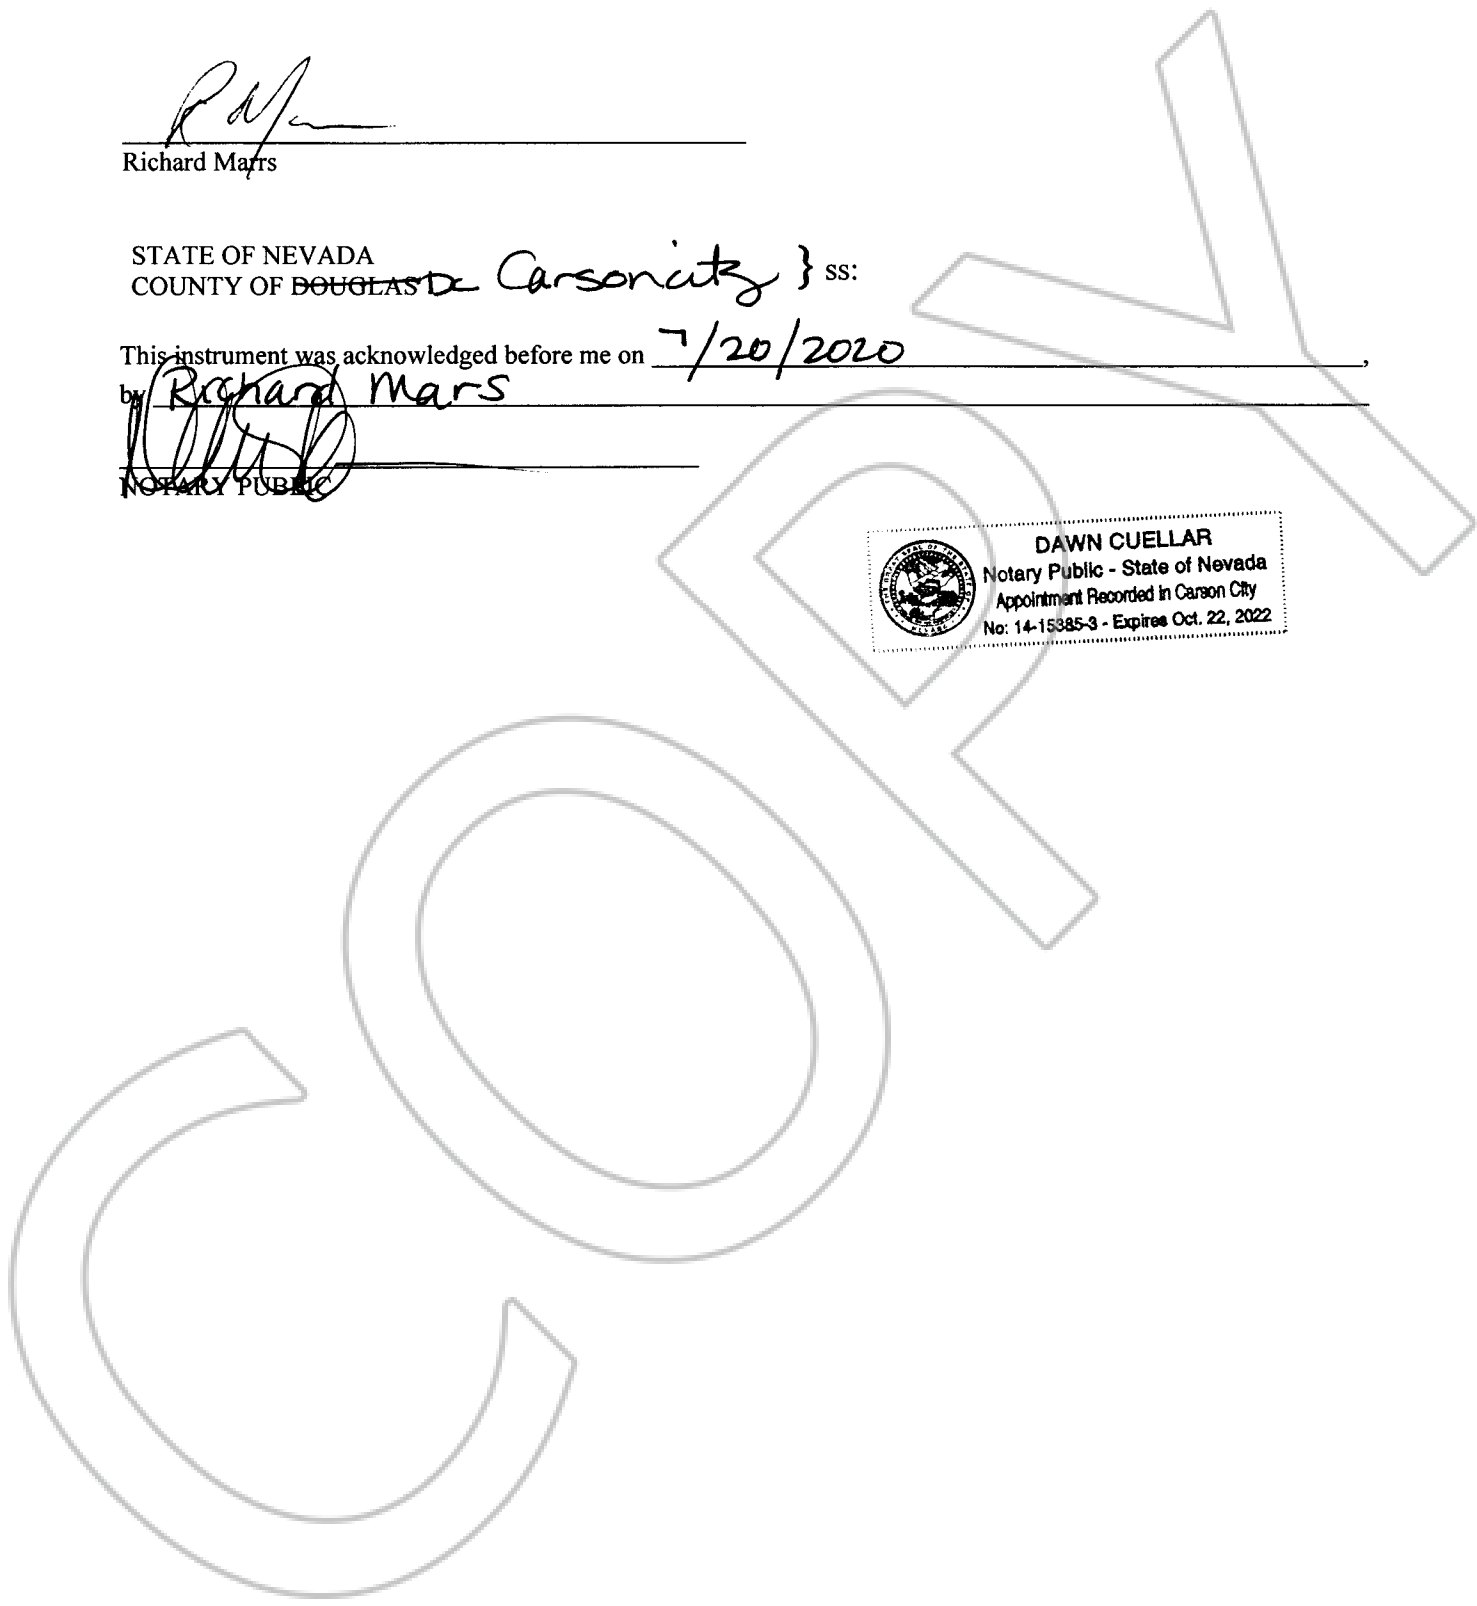 Richard Marrs
STATE OF NEVADA
COUNTY OF DOUGLAS DC Carson city } ss:
This instrument was acknowledged before me on 7/20/2020,
by Richard Mars
NOTARY PUBLIC
DAWN CUELLAR
Notary Public - State of Nevada
Appointment Recorded in Carson City
No: 14-15385-3 - Expires Oct. 22, 2022
COPY